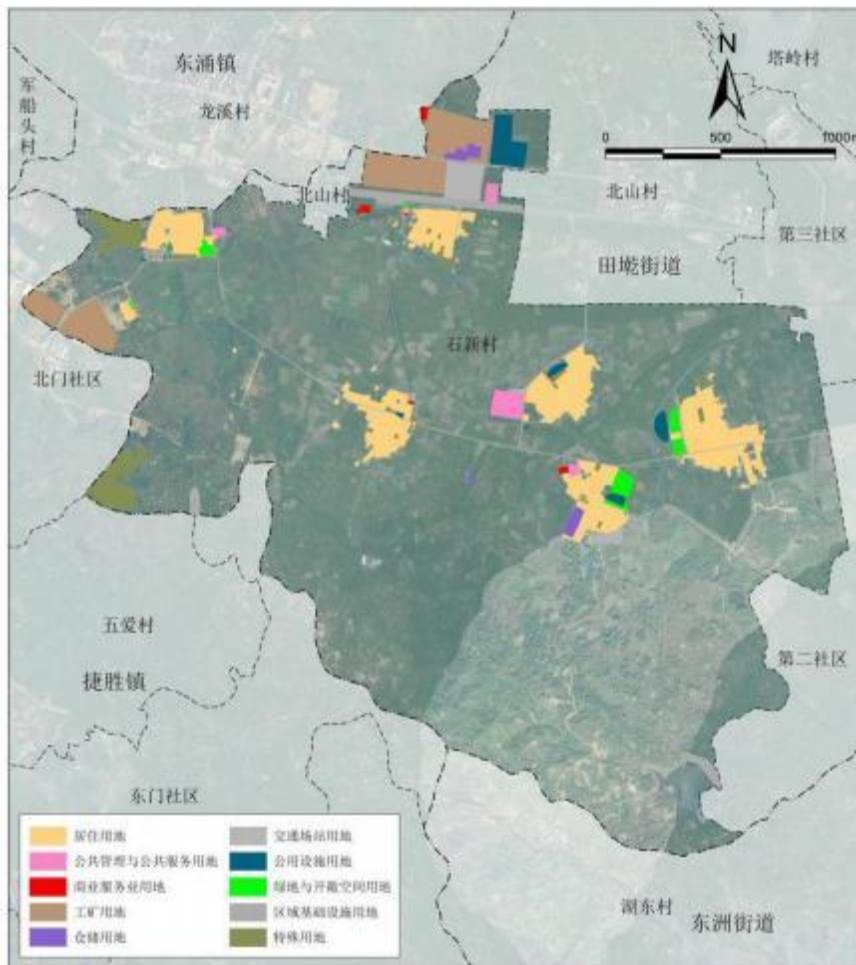 东涌镇
塔岭村
军船头村
龙溪村
N
0
500
1000m
北山村
北山村
第三社区
田墘街道
石新村
北门社区
五爱村
捷胜镇
第二社区
东门社区
居住用地
交通场站用地
公共管理与公共服务用地
公用设施用地
商业服务业用地
绿地与开敞空间用地
工矿用地
区域基础设施用地
仓储用地
特殊用地
湖东村
东洲街道